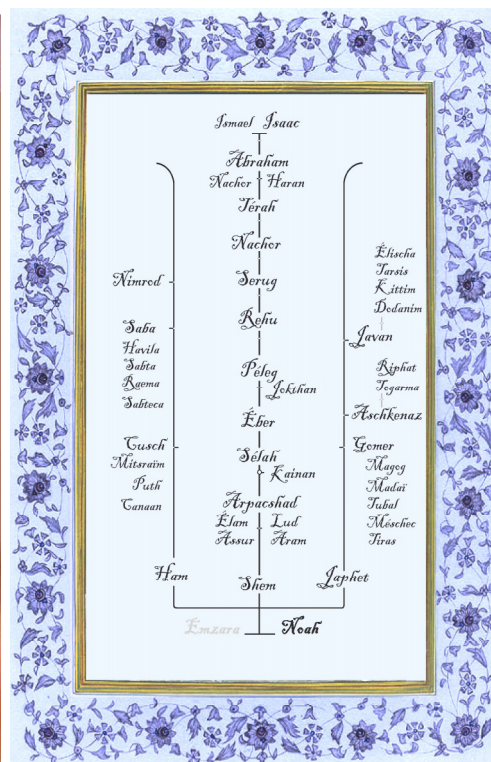 Ismael Isaac
Abraham
Nachor Haran
Térah
Nachor
Serug
Rehu
Péleg
Jokthan
Éber
Sélah
Kainan
Arpacshad
Élam Lud
Assur Aram
Shem
Nimrod
Saba
Havila
Sabta
Raema
Sabteca
Cusch
Mitsraïm
Puth
Canaan
Ham
Élischa
Tarsis
Kittim
Dodanim
Javan
Riphat
Togarma
Aschkenaz
Gomer
Magog
Madaï
Tubal
Méschec
Tiras
Japhet
Emzara Noah